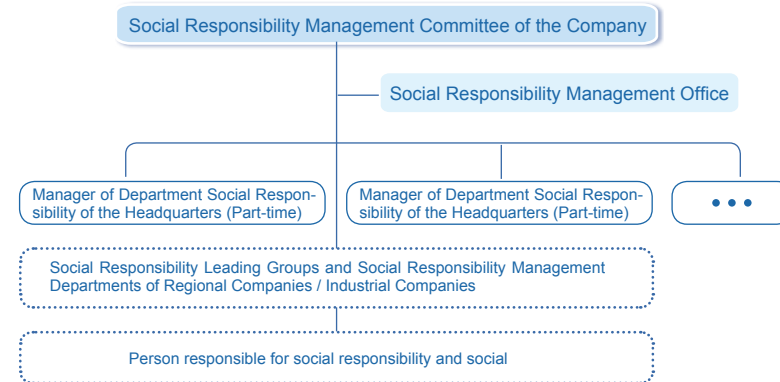 Social Responsibility Management Committee of the Company
Social Responsibility Management Office
Manager of Department Social Respon-
sibility of the Headquarters (Part-time)
Manager of Department Social Respon-
sibility of the Headquarters (Part-time)
•••
Social Responsibility Leading Groups and Social Responsibility Management
Departments of Regional Companies / Industrial Companies
Person responsible for social responsibility and social